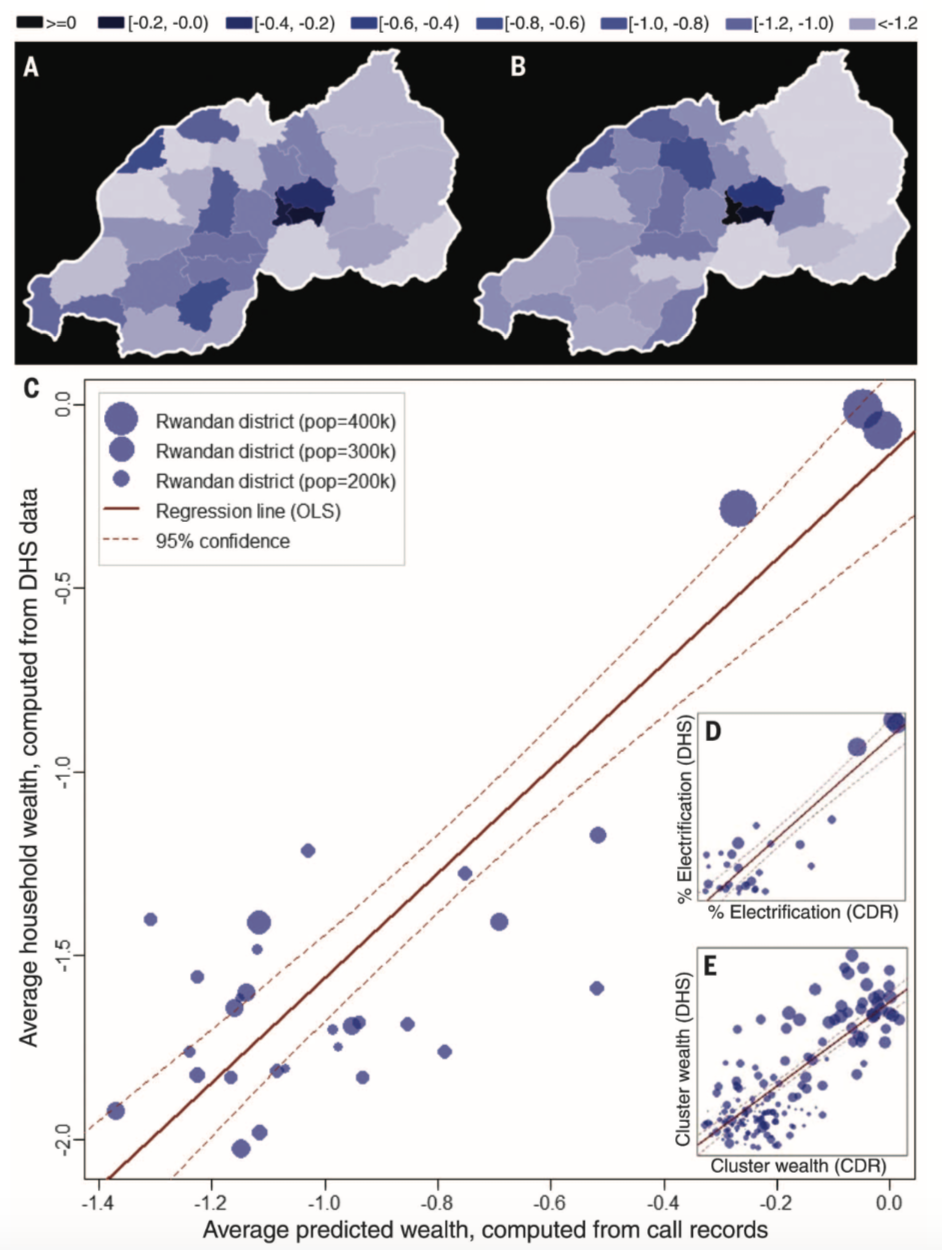 >=0 [-0.2, -0.0) [-0.4, -0.2) [-0.6, -0.4) [-0.8, -0.6) [-1.0, -0.8) [-1.2, -1.0) <-1.2
A B
C
Rwandan district (pop=400k)
Rwandan district (pop=300k)
Rwandan district (pop=200k)
Regression line (OLS)
95% confidence
Average household wealth, computed from DHS data
0.0
-0.5
-1.0
-1.5
-2.0
D
% Electrification (DHS)
% Electrification (CDR)
E
Cluster wealth (DHS)
Cluster wealth (CDR)
-1.4 -1.2 -1.0 -0.8 -0.6 -0.4 -0.2 0.0
Average predicted wealth, computed from call records